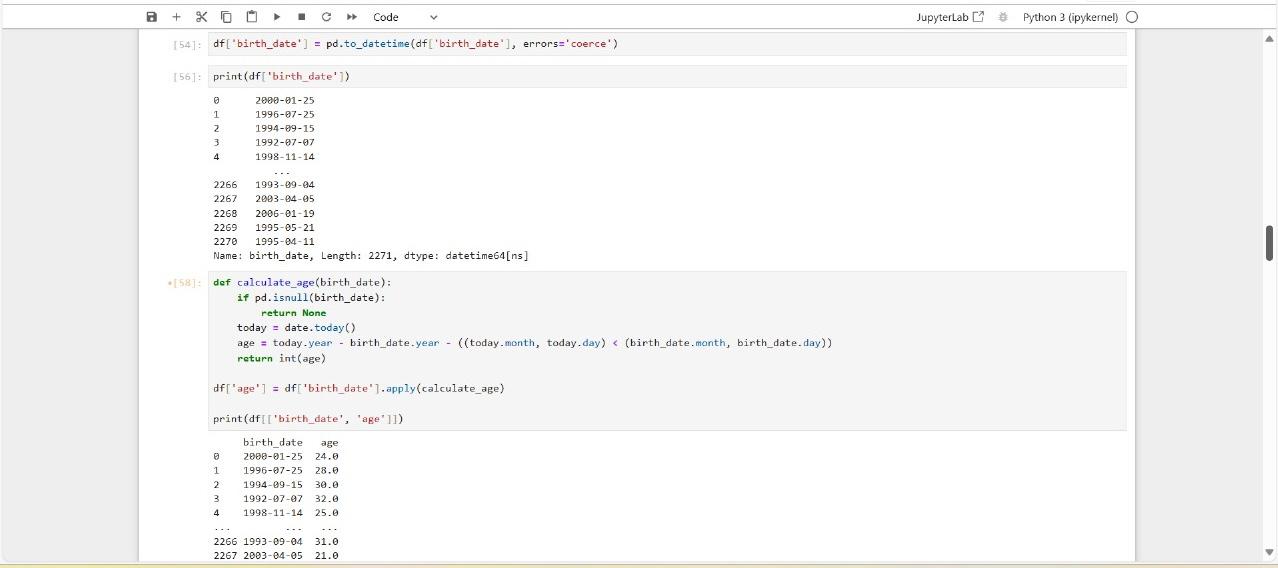 Code JupyterLab Python 3 (ipykernel)
[54]: df['birth_date'] = pd.to_datetime(df['birth_date'], errors='coerce')
[56]: print(df['birth_date'])
0 2000-01-25
1 1996-07-25
2 1994-09-15
3 1992-07-07
4 1998-11-14
...
2266 1993-09-04
2267 2003-04-05
2268 2006-01-19
2269 1995-05-21
2270 1995-04-11
Name: birth_date, Length: 2271, dtype: datetime64[ns]
•[58]: def calculate_age(birth_date):
    if pd.isnull(birth_date):
        return None
    today = date.today()
    age = today.year - birth_date.year - ((today.month, today.day) < (birth_date.month, birth_date.day))
    return int(age)
df['age'] = df['birth_date'].apply(calculate_age)
print(df[['birth_date', 'age']])
birth_date age
0 2000-01-25 24.0
1 1996-07-25 28.0
2 1994-09-15 30.0
3 1992-07-07 32.0
4 1998-11-14 25.0
... ... ...
2266 1993-09-04 31.0
2267 2003-04-05 21.0